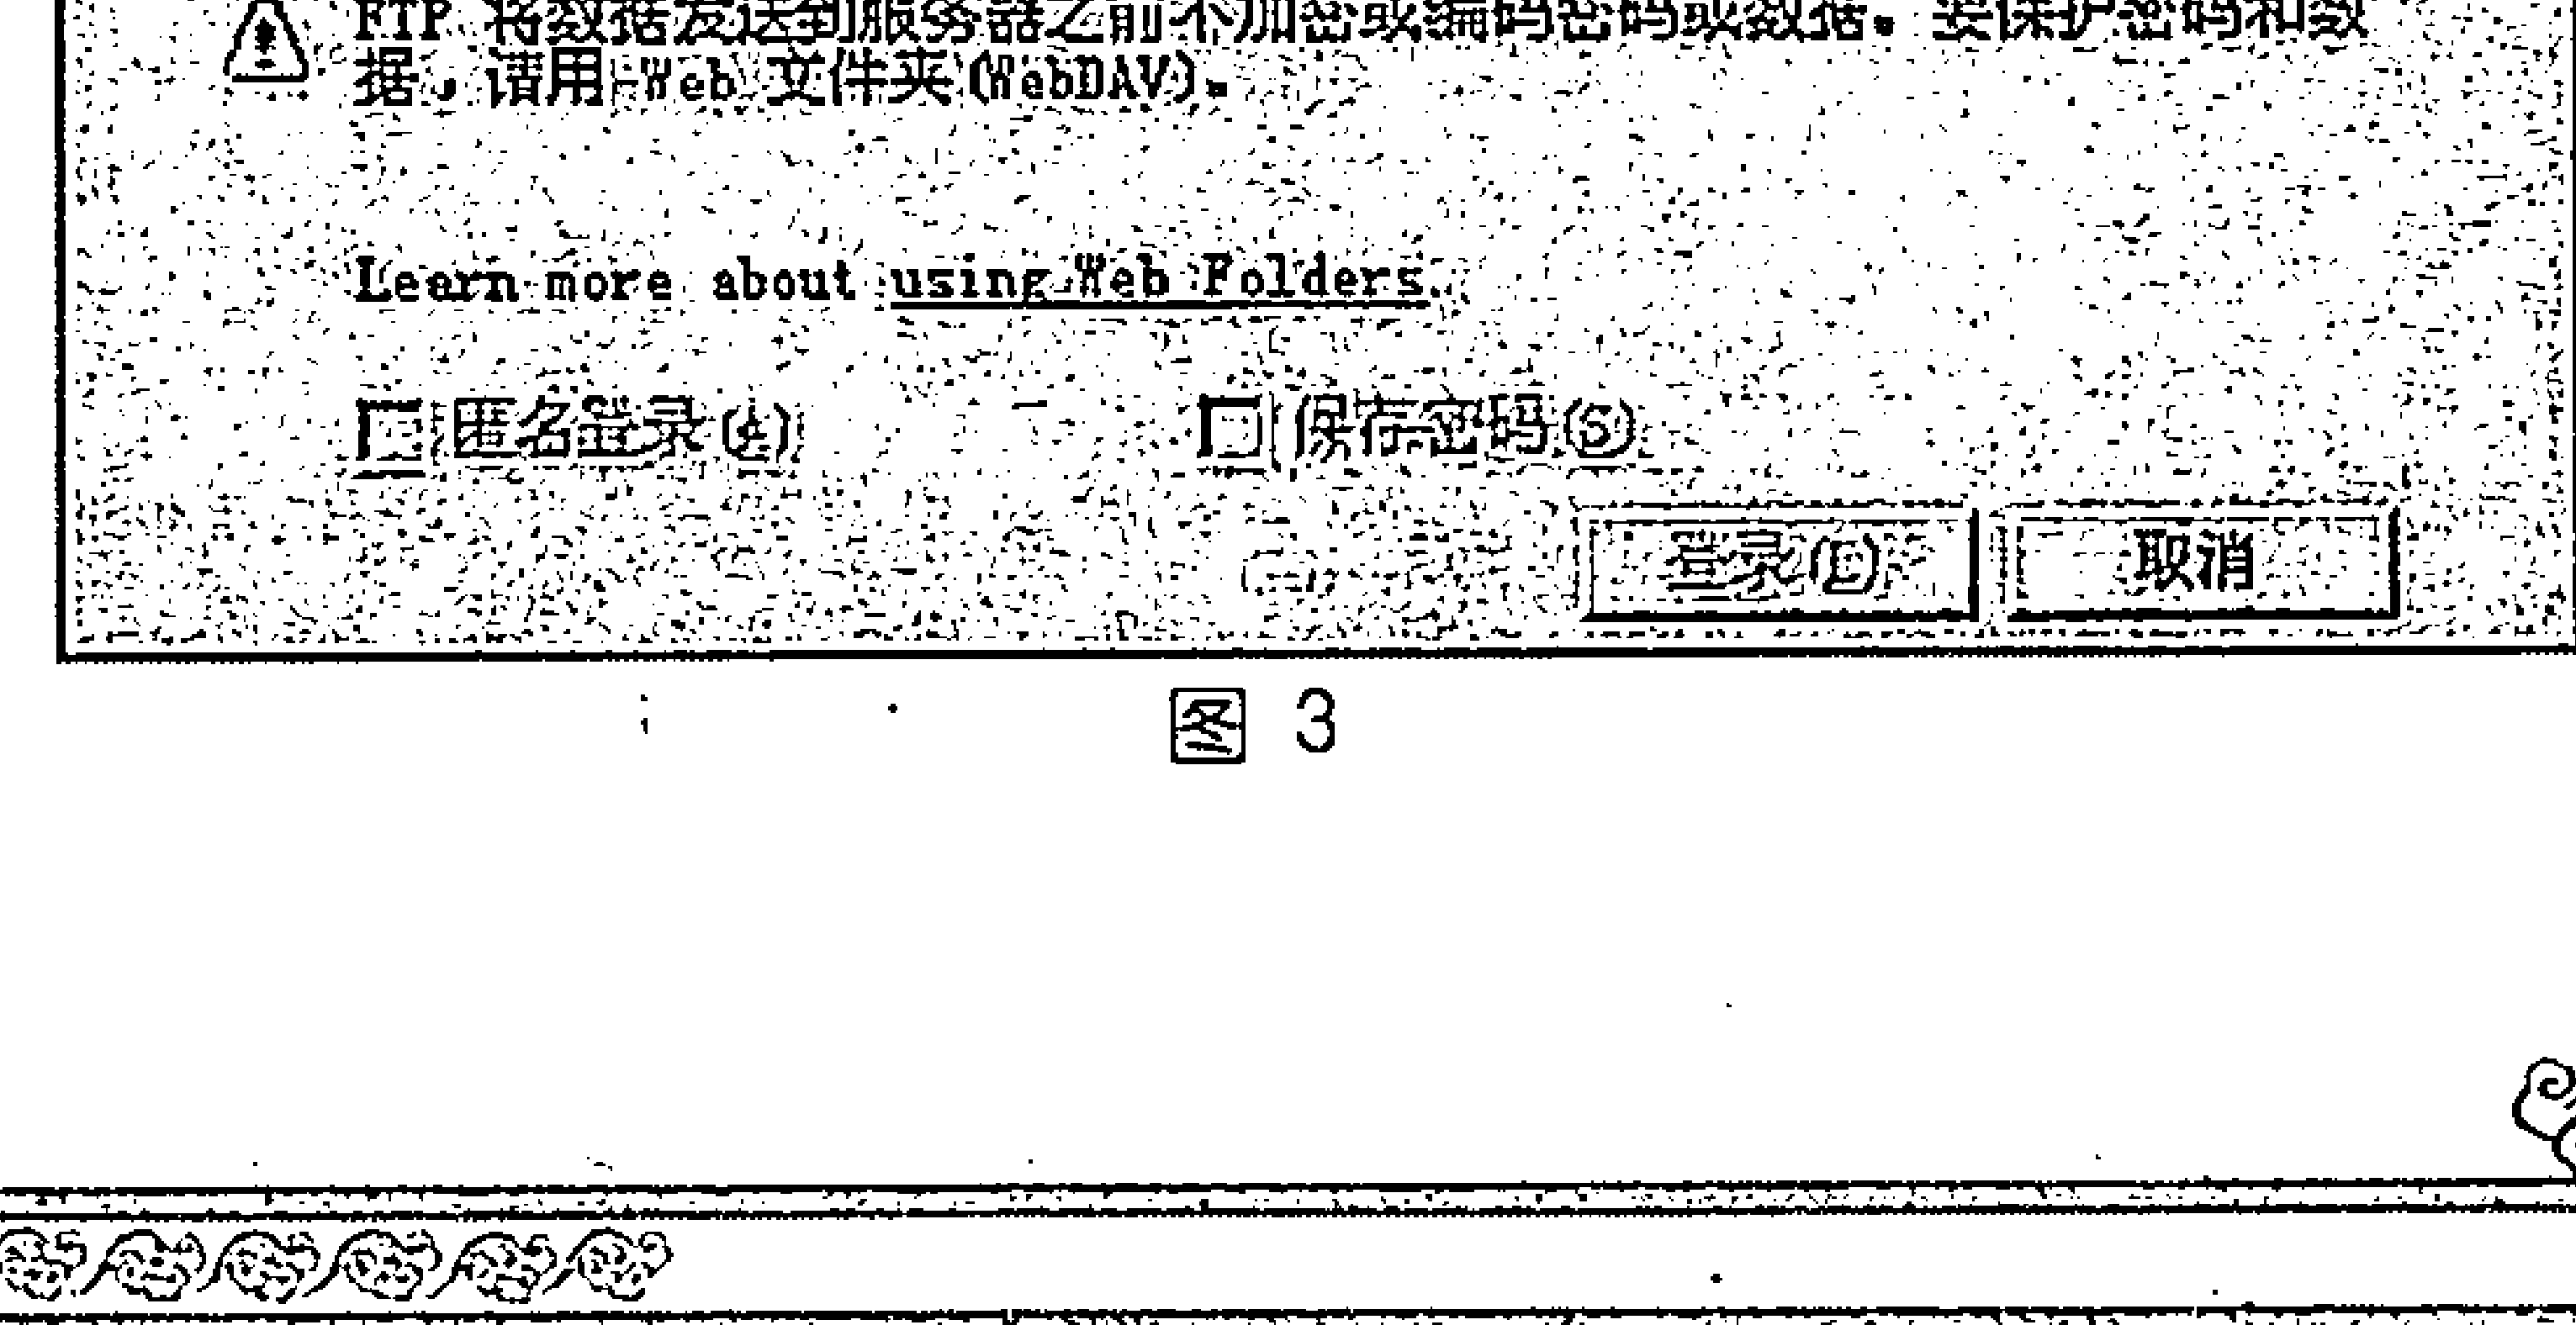 FTP 将数据发送到服务器之前不加密或编码密码或数据。要保护密码和数
据，请用 Web 文件夹(WebDAV)。
Learn more about using Web Folders.
匿名登录(A) 保存密码(S)
登录(L) 取消
图 3